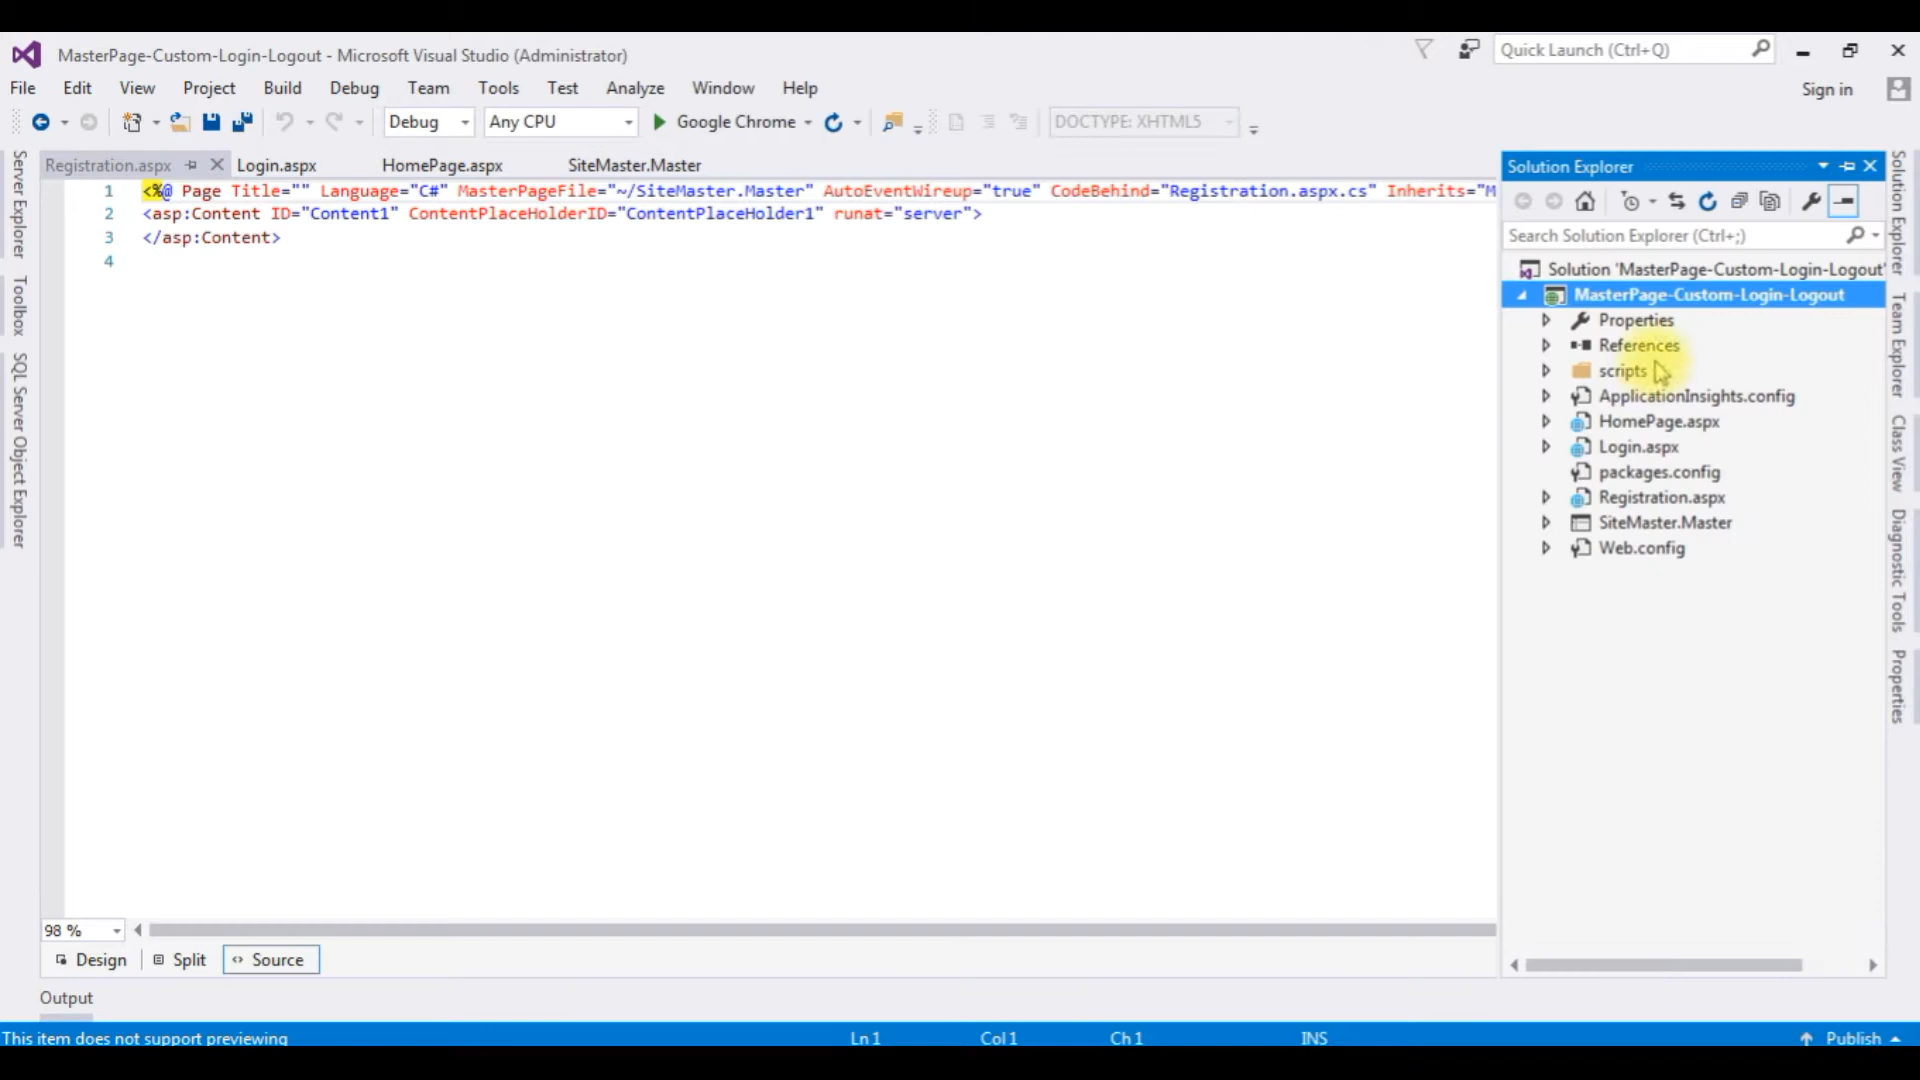 MasterPage-Custom-Login-Logout - Microsoft Visual Studio (Administrator)
Quick Launch (Ctrl+Q)
File Edit View Project Build Debug Team Tools Test Analyze Window Help
Sign in
Debug Any CPU Google Chrome DOCTYPE: XHTML5
Registration.aspx Login.aspx HomePage.aspx SiteMaster.Master
1 <%@ Page Title="" Language="C#" MasterPageFile="~/SiteMaster.Master" AutoEventWireup="true" CodeBehind="Registration.aspx.cs" Inherits="M
2 <asp:Content ID="Content1" ContentPlaceHolderID="ContentPlaceHolder1" runat="server">
3 </asp:Content>
4
Server Explorer
Toolbox
SQL Server Object Explorer
Solution Explorer
Search Solution Explorer (Ctrl+;)
Solution 'MasterPage-Custom-Login-Logout'
MasterPage-Custom-Login-Logout
Properties
References
scripts
ApplicationInsights.config
HomePage.aspx
Login.aspx
packages.config
Registration.aspx
SiteMaster.Master
Web.config
Solution Explorer
Team Explorer
Class View
Diagnostic Tools
Properties
98 %
Design Split Source
Output
This item does not support previewing Ln 1 Col 1 Ch 1 INS Publish